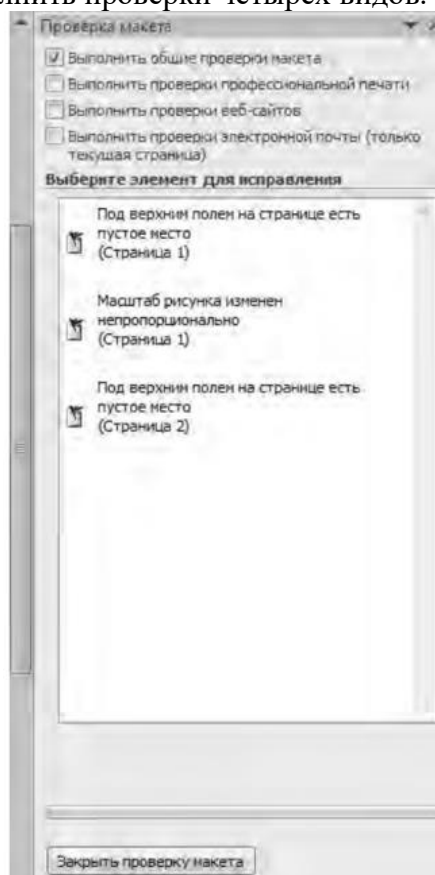 нить проверки четырех видов.
Проверка макета
Выполнить общие проверки макета
Выполнить проверки профессиональной печати
Выполнить проверки веб-сайтов
Выполнить проверки электронной почты (только
текущая страница)
Выберите элемент для исправления
Под верхним полем на странице есть
пустое место
(Страница 1)
Масштаб рисунка изменен
непропорционально
(Страница 1)
Под верхним полем на странице есть
пустое место
(Страница 2)
Закрыть проверку макета